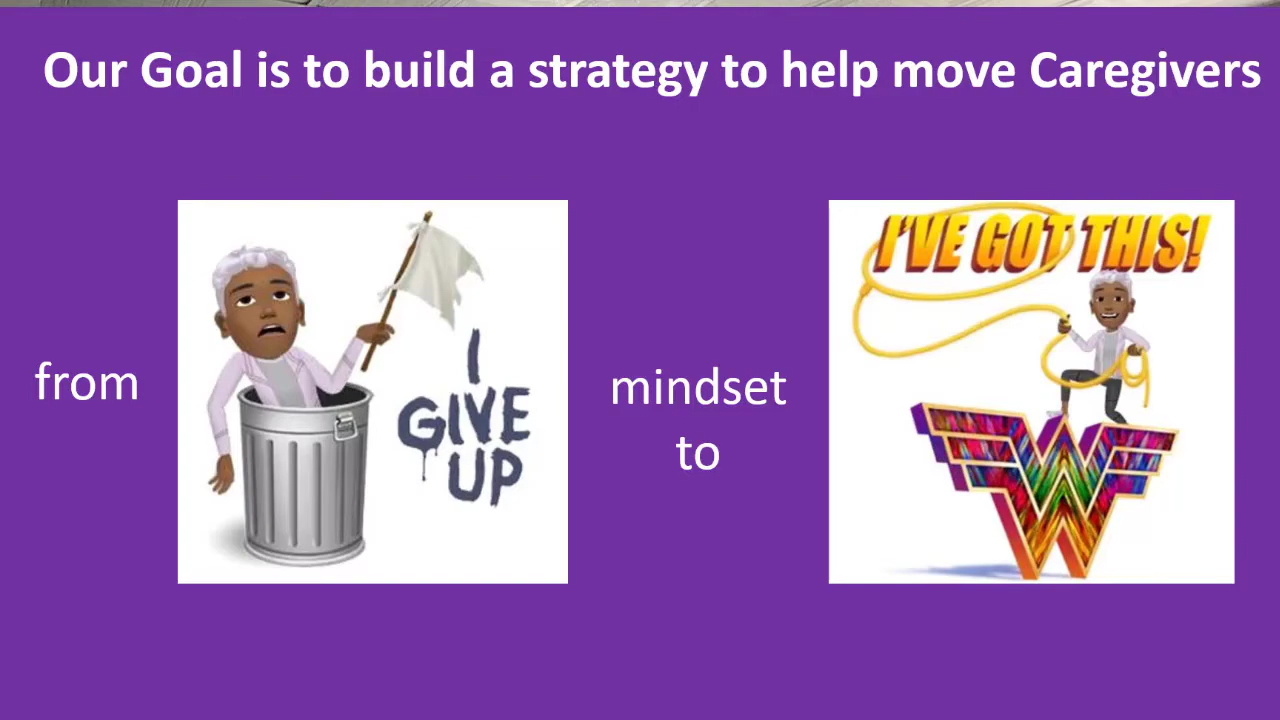 Our Goal is to build a strategy to help move Caregivers
from
I
GIVE
UP
mindset
to
I'VE GOT THIS!